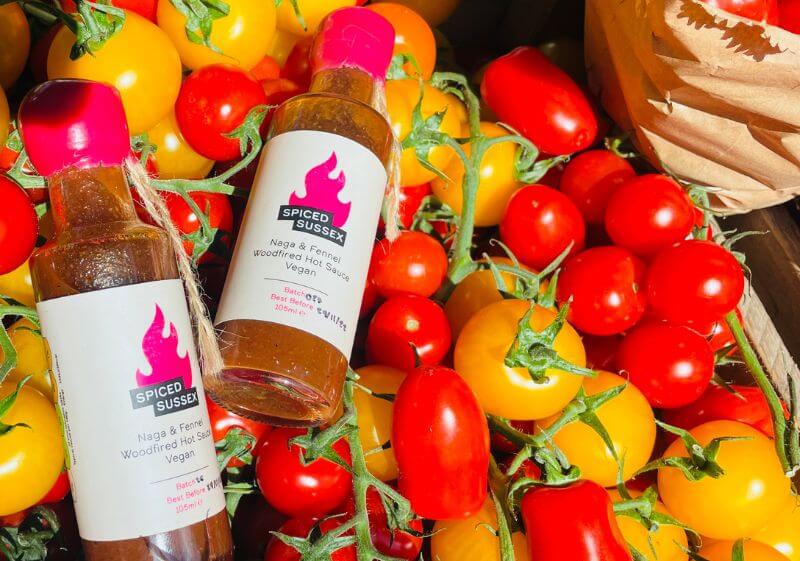 SPICED
SUSSEX
Naga & Fennel
Woodfired Hot Sauce
Vegan
Batch
Best Before
105ml e
SPICED
SUSSEX
Naga & Fennel
Woodfired Hot Sauce
Vegan
Batch
Best Before
105ml e